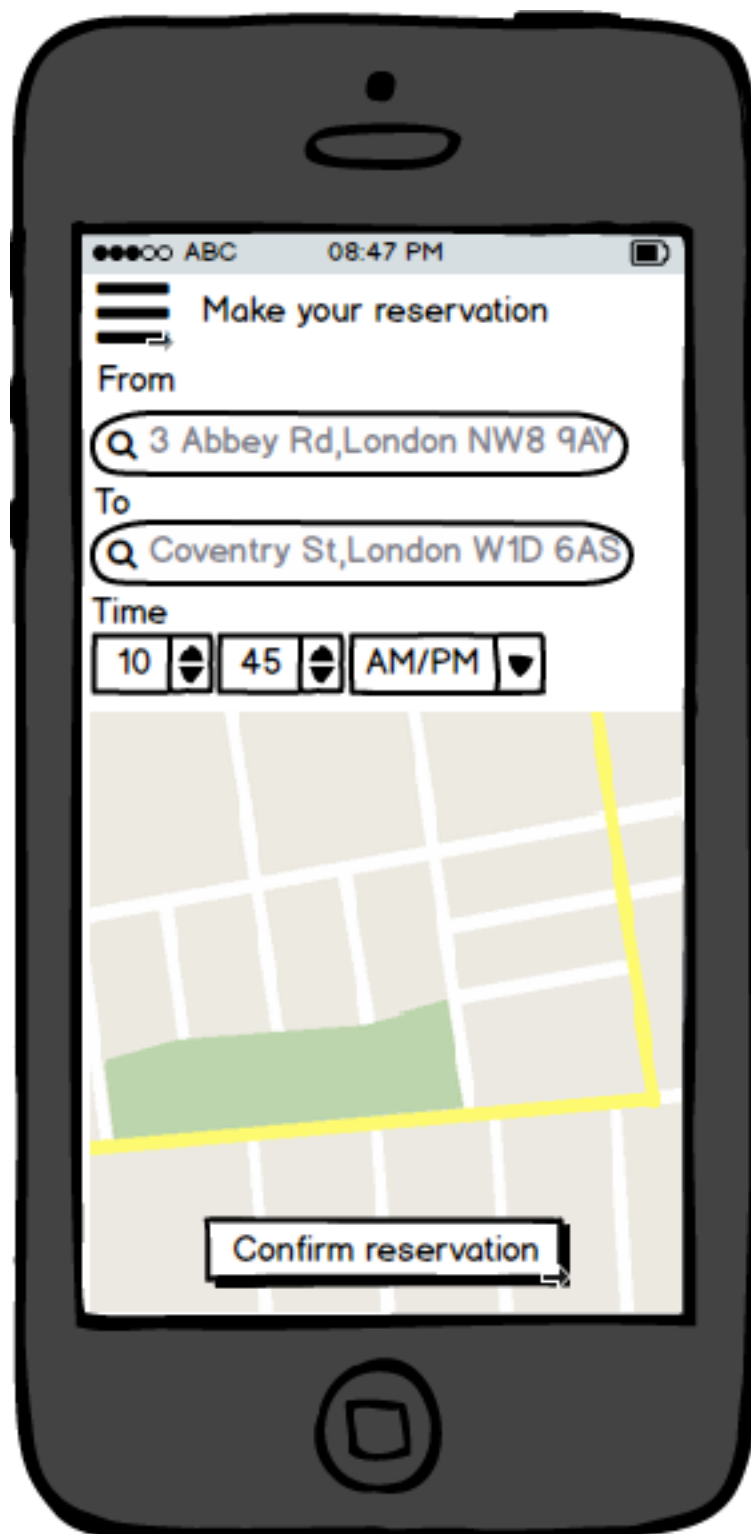 ABC 08:47 PM
Make your reservation
From
3 Abbey Rd,London NW8 9AY
To
Coventry St,London W1D 6AS
Time
10 45 AM/PM
Confirm reservation